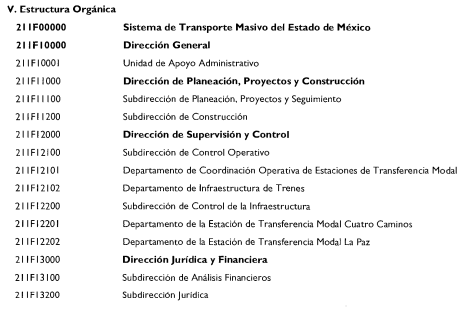 V. Estructura Orgánica
211F00000 Sistema de Transporte Masivo del Estado de México
211F10000 Dirección General
211F10001 Unidad de Apoyo Administrativo
211F11000 Dirección de Planeación, Proyectos y Construcción
211F11100 Subdirección de Planeación, Proyectos y Seguimiento
211F11200 Subdirección de Construcción
211F12000 Dirección de Supervisión y Control
211F12100 Subdirección de Control Operativo
211F12101 Departamento de Coordinación Operativa de Estaciones de Transferencia Modal
211F12102 Departamento de Infraestructura de Trenes
211F12200 Subdirección de Control de la Infraestructura
211F12201 Departamento de la Estación de Transferencia Modal Cuatro Caminos
211F12202 Departamento de la Estación de Transferencia Modal La Paz
211F13000 Dirección Jurídica y Financiera
211F13100 Subdirección de Análisis Financieros
211F13200 Subdirección Jurídica